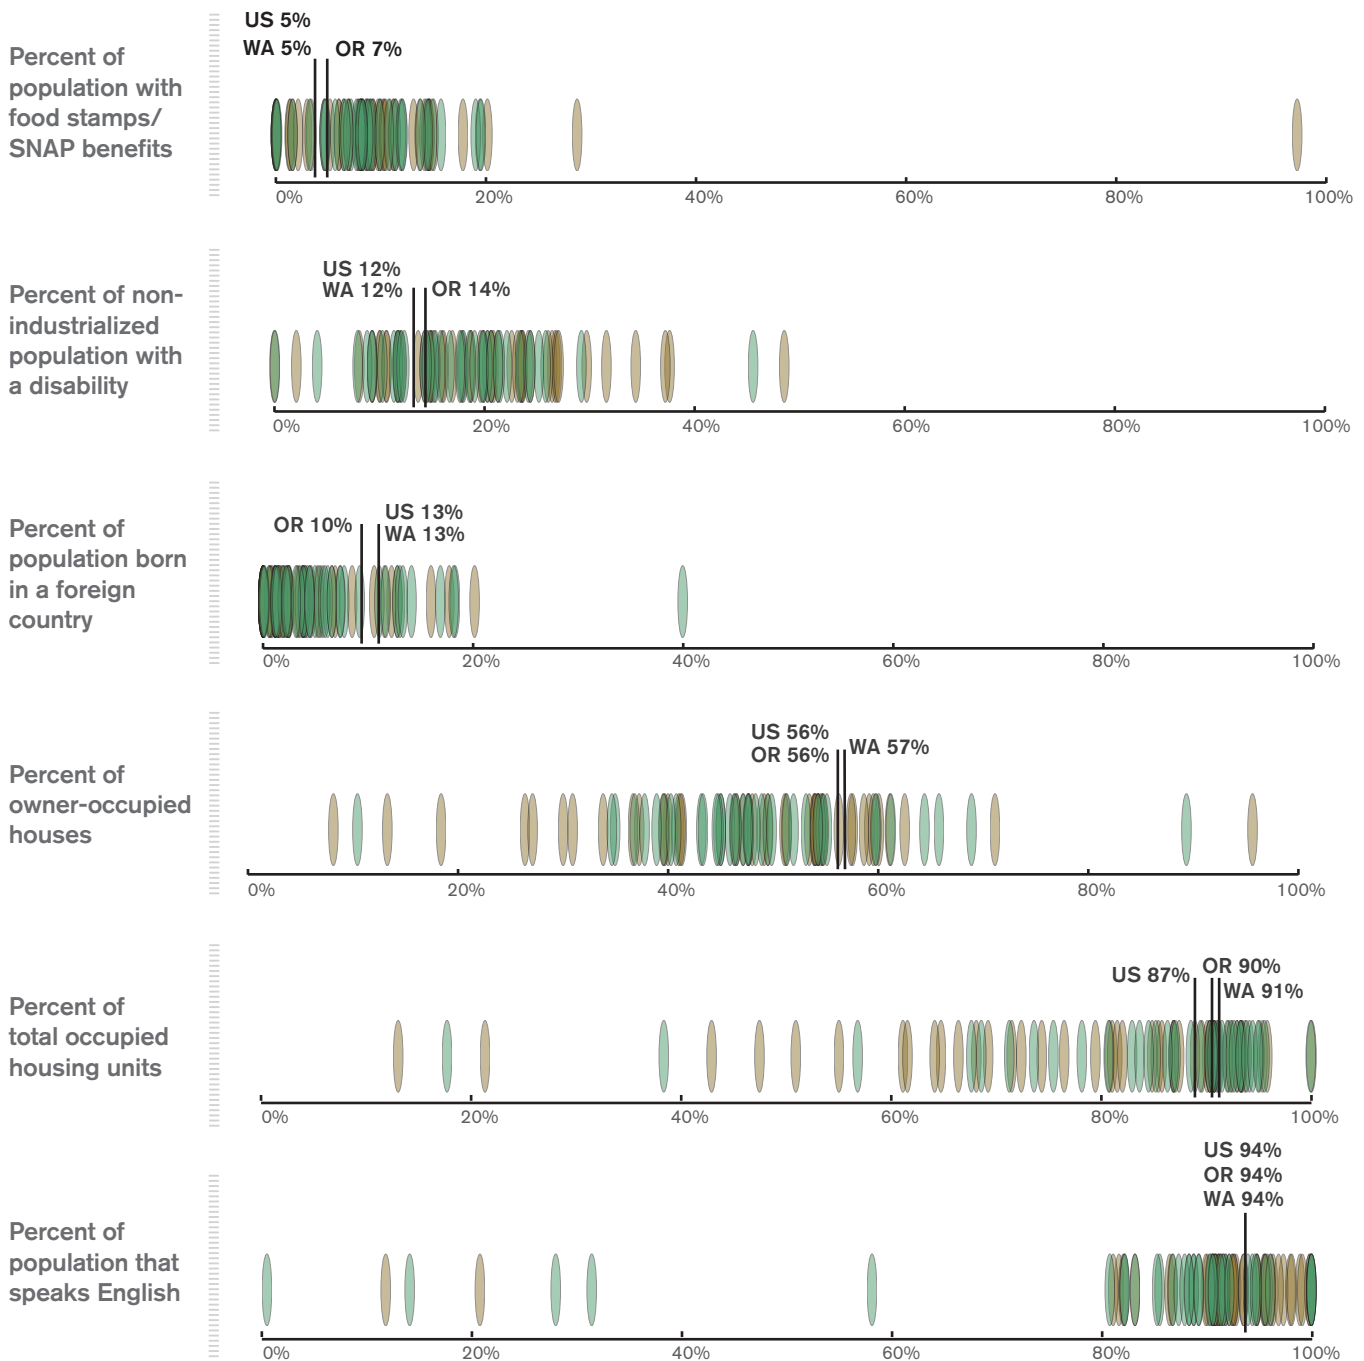 US 5%
WA 5% OR 7%
Percent of
population with
food stamps/
SNAP benefits
0% 20% 40% 60% 80% 100%
US 12%
WA 12% OR 14%
Percent of non-
industrialized
population with
a disability
0% 20% 40% 60% 80% 100%
US 13%
OR 10% WA 13%
Percent of
population born
in a foreign
country
0% 20% 40% 60% 80% 100%
US 56%
OR 56% WA 57%
Percent of
owner-occupied
houses
0% 20% 40% 60% 80% 100%
US 87% OR 90%
WA 91%
Percent of
total occupied
housing units
0% 20% 40% 60% 80% 100%
US 94%
OR 94%
WA 94%
Percent of
population that
speaks English
0% 20% 40% 60% 80% 100%